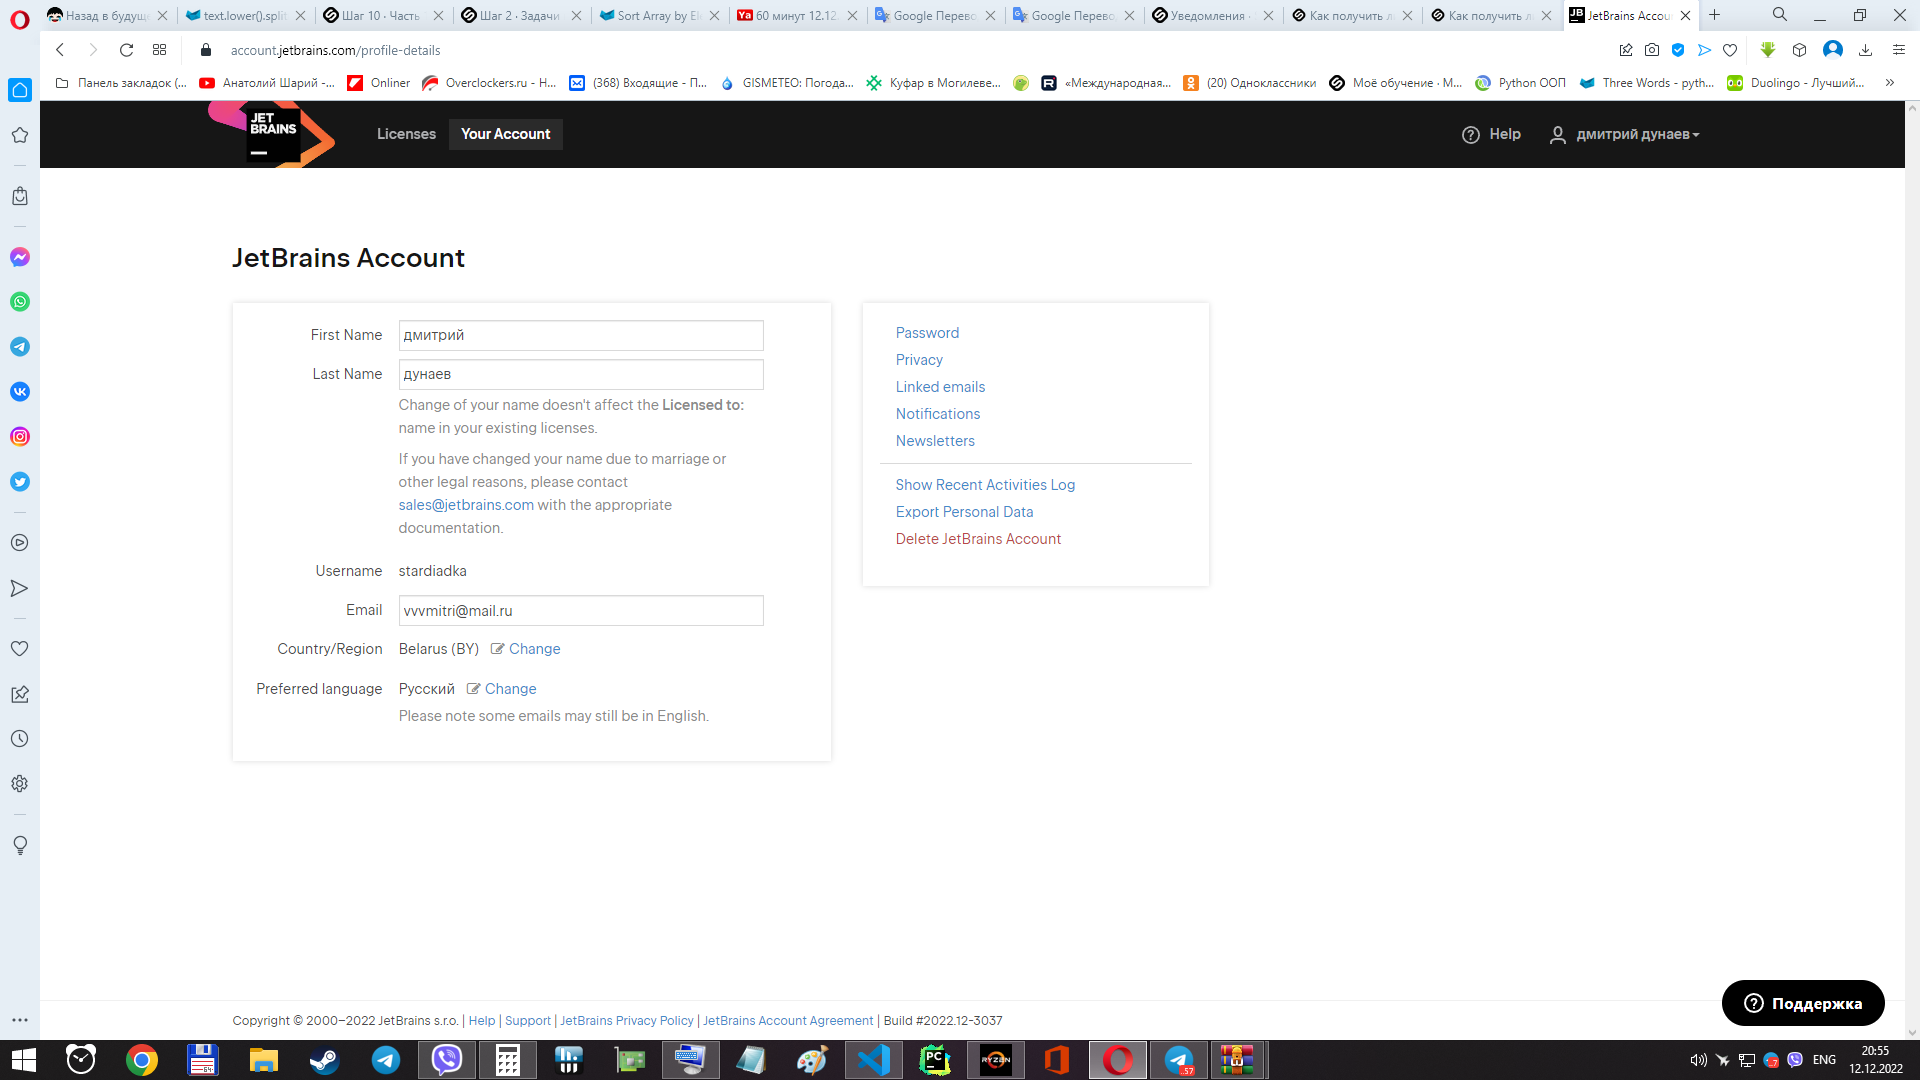 Назад в будуще
text.lower().split
Шаг 10 · Часть
Шаг 2 · Задачи
Sort Array by El
60 минут 12.12.
Google Перево
Google Перево
Уведомления ·
Как получить л
Как получить л
JetBrains Accou
account.jetbrains.com/profile-details
Панель закладок (...
Анатолий Шарий -...
Onliner
Overclockers.ru - Н...
(368) Входящие - П...
GISMETEO: Погода...
Куфар в Могилеве...
«Международная...
(20) Одноклассники
Моё обучение · М...
Python ООП
Three Words - pyth...
Duolingo - Лучший...
JET BRAINS
Licenses
Your Account
Help
дмитрий дунаев
JetBrains Account
First Name дмитрий
Last Name дунаев
Change of your name doesn't affect the Licensed to:
name in your existing licenses.
If you have changed your name due to marriage or
other legal reasons, please contact
sales@jetbrains.com with the appropriate
documentation.
Username stardiadka
Email vvvmitri@mail.ru
Country/Region Belarus (BY) Change
Preferred language Русский Change
Please note some emails may still be in English.
Password
Privacy
Linked emails
Notifications
Newsletters
Show Recent Activities Log
Export Personal Data
Delete JetBrains Account
Поддержка
Copyright © 2000–2022 JetBrains s.r.o. | Help | Support | JetBrains Privacy Policy | JetBrains Account Agreement | Build #2022.12-3037
ENG
20:55
12.12.2022